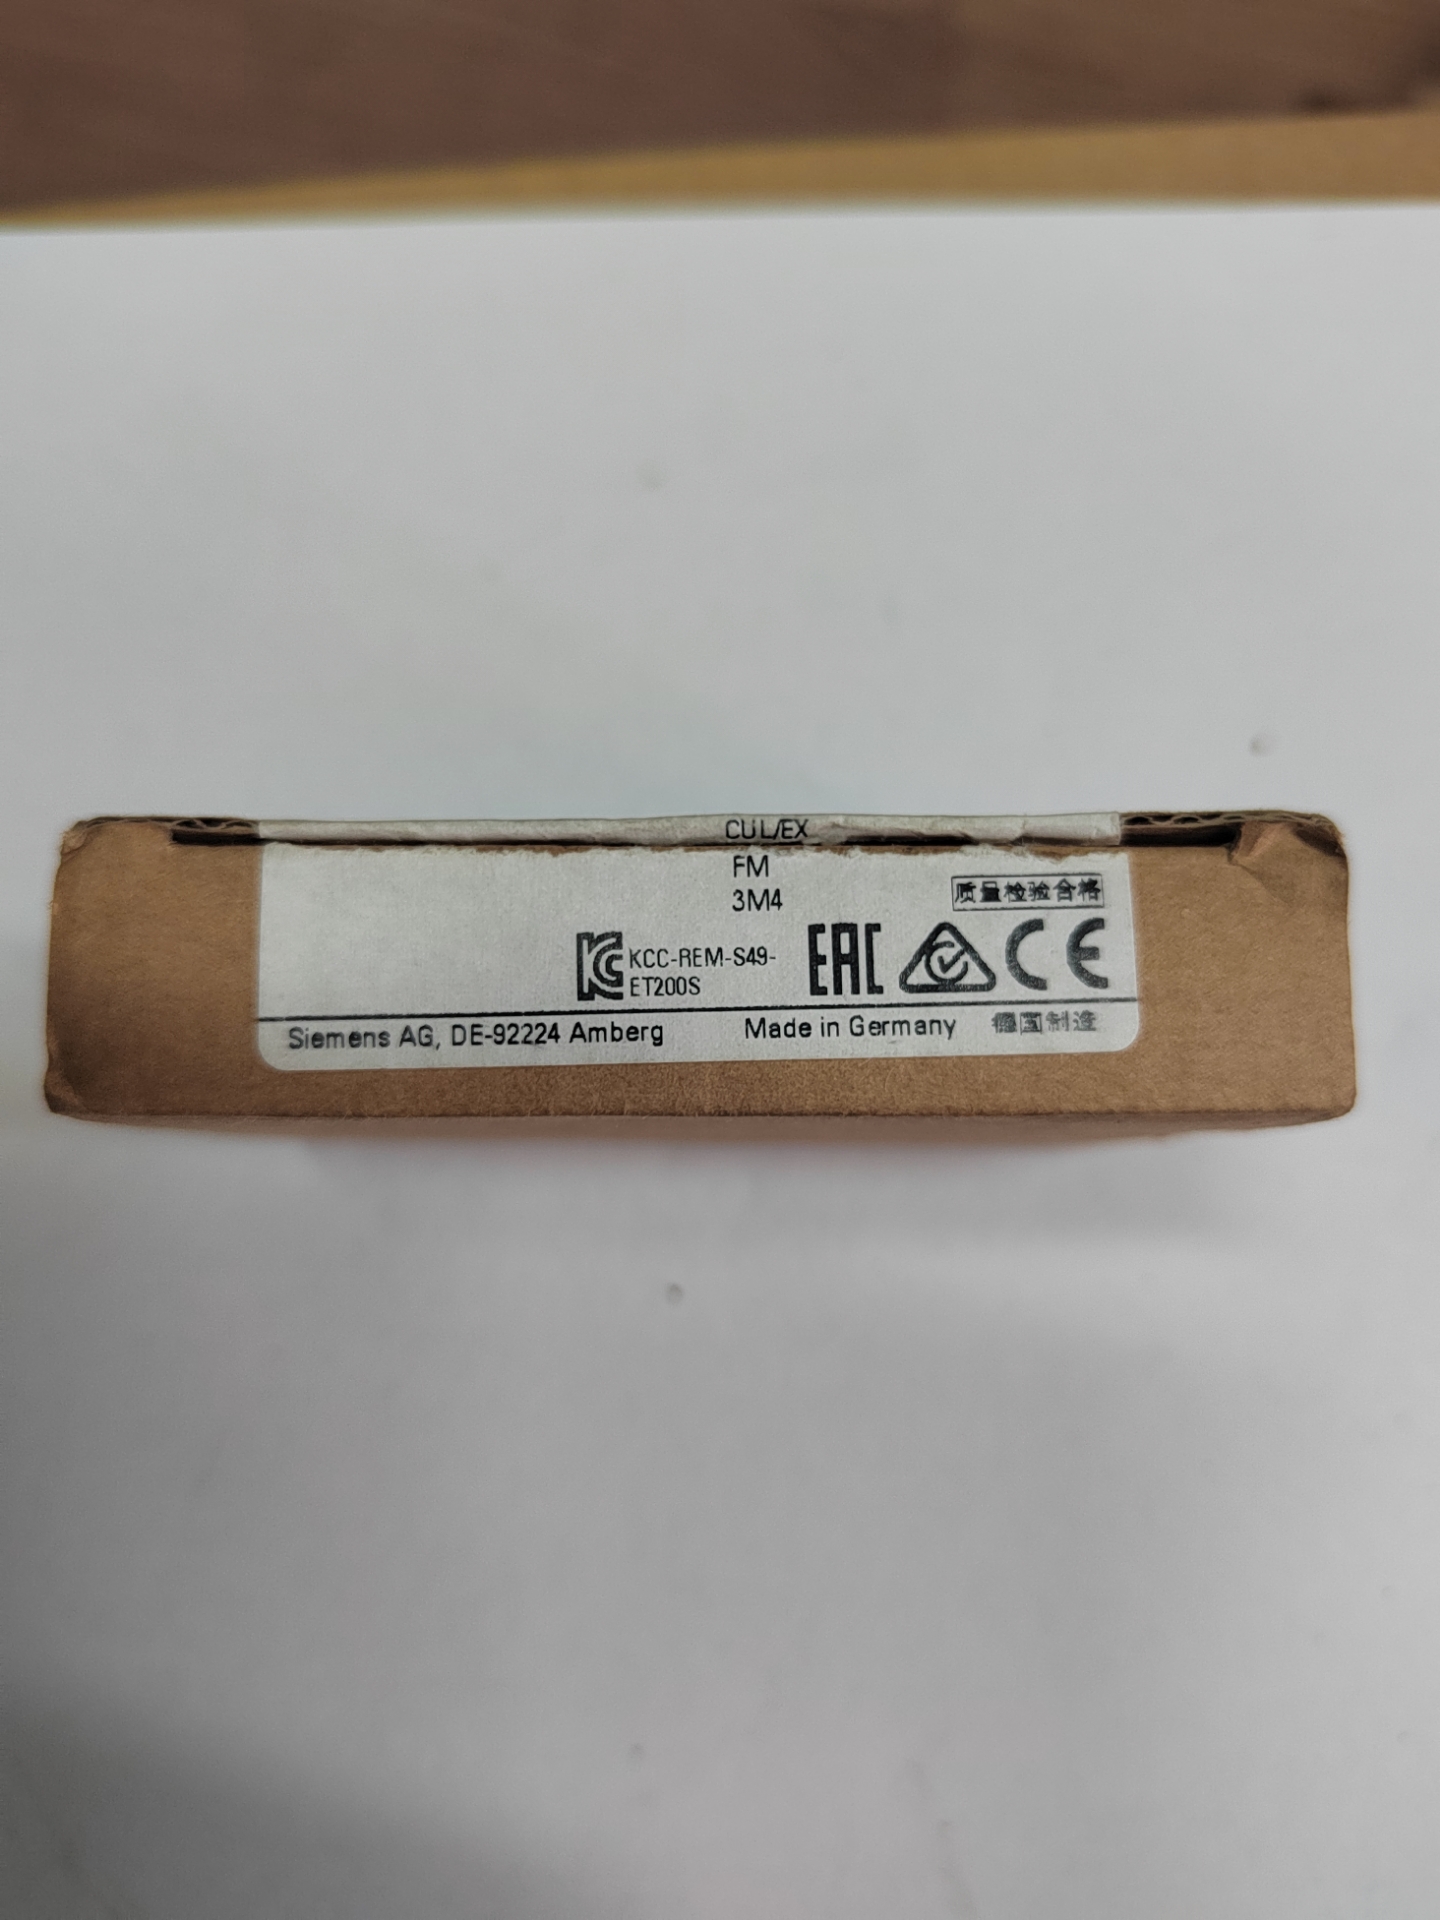 CUL/EX
FM
3M4
质量检验合格
KCC-REM-S49-
ET200S
EAC
CE
Siemens AG, DE-92224 Amberg
Made in Germany
德国制造